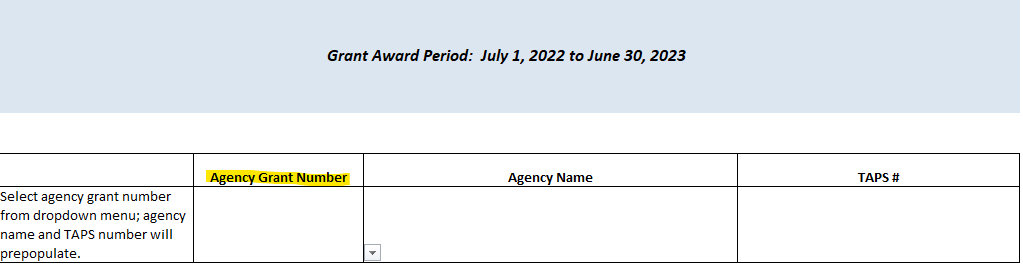 Grant Award Period:  July 1, 2022 to June 30, 2023
Agency Grant Number
Agency Name
TAPS #
Select agency grant number
from dropdown menu; agency
name and TAPS number will
prepopulate.